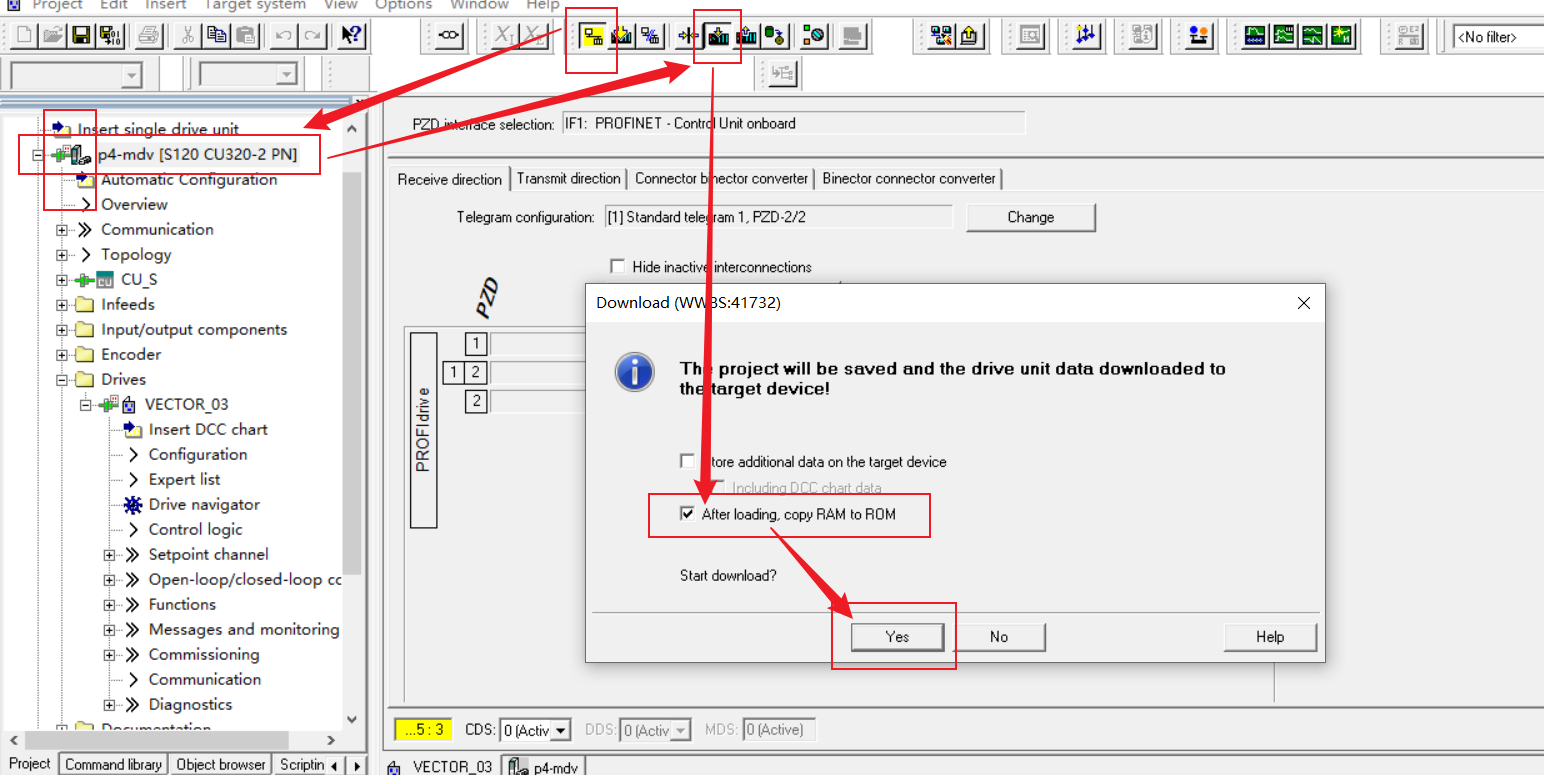 Project Edit Insert Target system View Options Window Help
<No filter>
Insert single drive unit
p4-mdv [S120 CU320-2 PN]
Automatic Configuration
Overview
Communication
Topology
CU_S
Infeeds
Input/output components
Encoder
Drives
VECTOR_03
Insert DCC chart
Configuration
Expert list
Drive navigator
Control logic
Setpoint channel
Open-loop/closed-loop co
Functions
Messages and monitoring
Commissioning
Communication
Diagnostics
Documentation
Project Command library Object browser Scriptin
PZD interface selection: IF1: PROFINET - Control Unit onboard
Receive direction Transmit direction Connector binector converter Binector connector converter
Telegram configuration: [1] Standard telegram 1, PZD-2/2 Change
Hide inactive interconnections
PZD
PROFIdrive
1
1 2
2
Download (WWBS:41732)
The project will be saved and the drive unit data downloaded to
the target device!
Store additional data on the target device
Including DCC chart data
After loading, copy RAM to ROM
Start download?
Yes No Help
...5 : 3 CDS: 0 (Activ DDS: 0 (Activ MDS: 0 (Active)
VECTOR_03 p4-mdv